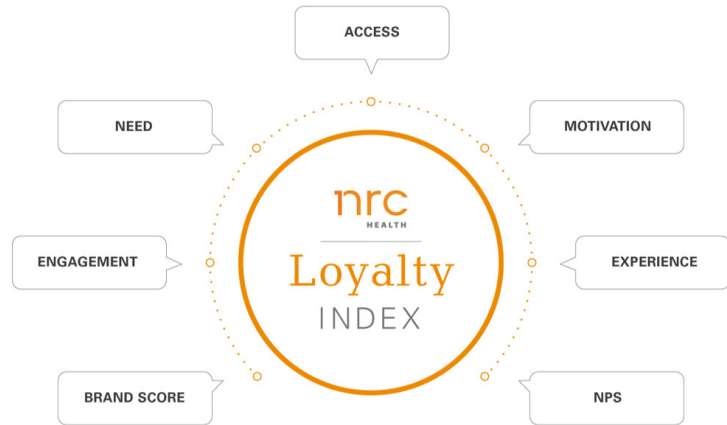 ACCESS
NEED
MOTIVATION
nrc
HEALTH
ENGAGEMENT
Loyalty
EXPERIENCE
INDEX
BRAND SCORE
NPS